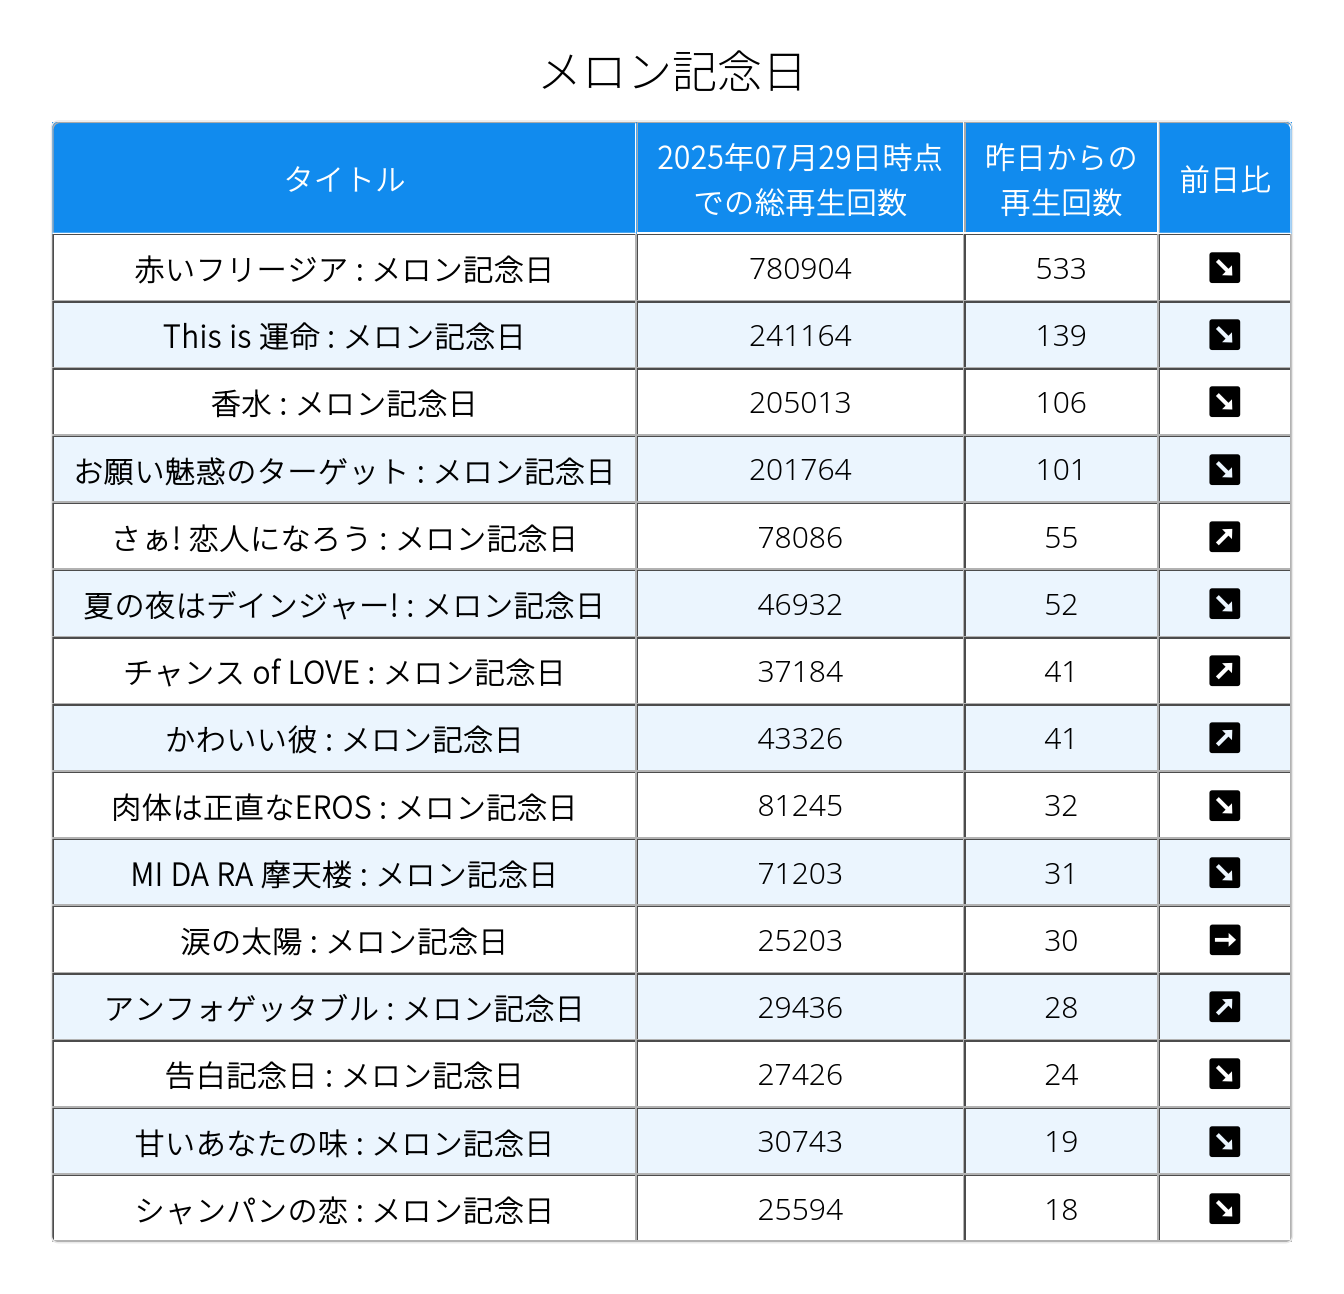 メロン記念日
タイトル 2025年07月29日時点での総再生回数 昨日からの再生回数 前日比
赤いフリージア : メロン記念日 780904 533 ↘
This is 運命 : メロン記念日 241164 139 ↘
香水 : メロン記念日 205013 106 ↘
お願い魅惑のターゲット : メロン記念日 201764 101 ↘
さぁ! 恋人になろう : メロン記念日 78086 55 ↗
夏の夜はデインジャー! : メロン記念日 46932 52 ↘
チャンス of LOVE : メロン記念日 37184 41 ↗
かわいい彼 : メロン記念日 43326 41 ↗
肉体は正直なEROS : メロン記念日 81245 32 ↘
MI DA RA 摩天楼 : メロン記念日 71203 31 ↘
涙の太陽 : メロン記念日 25203 30 →
アンフォゲッタブル : メロン記念日 29436 28 ↗
告白記念日 : メロン記念日 27426 24 ↘
甘いあなたの味 : メロン記念日 30743 19 ↘
シャンパンの恋 : メロン記念日 25594 18 ↘